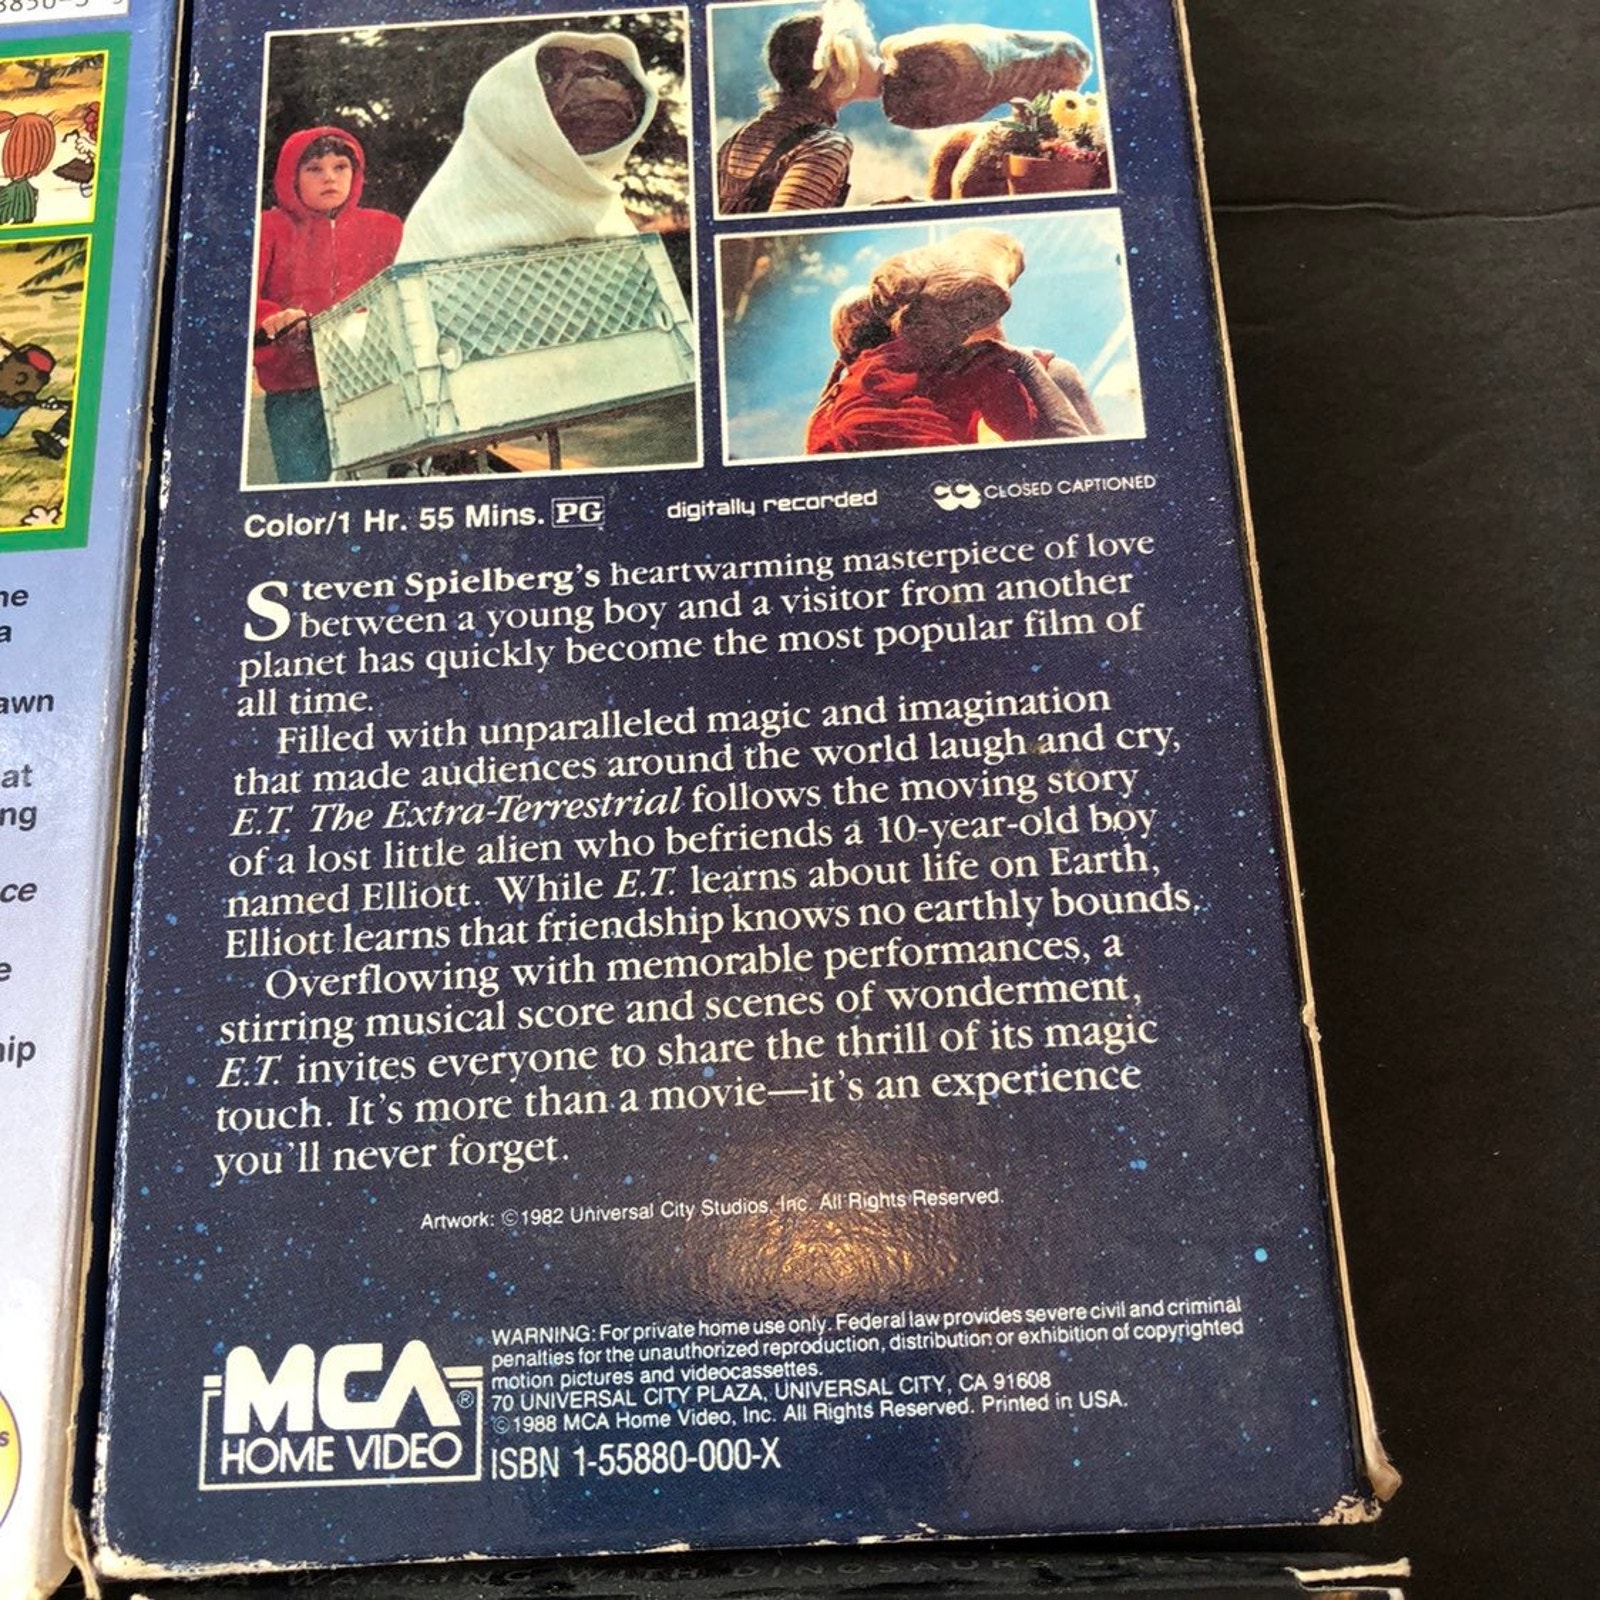 ne
a
awn
at
ng
ce
e
ip
s
Color/1 Hr. 55 Mins. PG
digitally recorded
CLOSED CAPTIONED
Steven Spielberg's heartwarming masterpiece of love
between a young boy and a visitor from another
planet has quickly become the most popular film of
all time.
Filled with unparalleled magic and imagination
that made audiences around the world laugh and cry,
E.T. The Extra-Terrestrial follows the moving story
of a lost little alien who befriends a 10-year-old boy
named Elliott. While E.T. learns about life on Earth,
Elliott learns that friendship knows no earthly bounds.
Overflowing with memorable performances, a
stirring musical score and scenes of wonderment,
E.T. invites everyone to share the thrill of its magic
touch. It's more than a movie—it's an experience
you'll never forget.
Artwork: ©1982 Universal City Studios, Inc. All Rights Reserved.
MCA®
HOME VIDEO
WARNING: For private home use only. Federal law provides severe civil and criminal
penalties for the unauthorized reproduction, distribution or exhibition of copyrighted
motion pictures and videocassettes.
70 UNIVERSAL CITY PLAZA, UNIVERSAL CITY, CA 91608
©1988 MCA Home Video, Inc. All Rights Reserved. Printed in USA.
ISBN 1-55880-000-X
WALKING WITH DINOSAURS